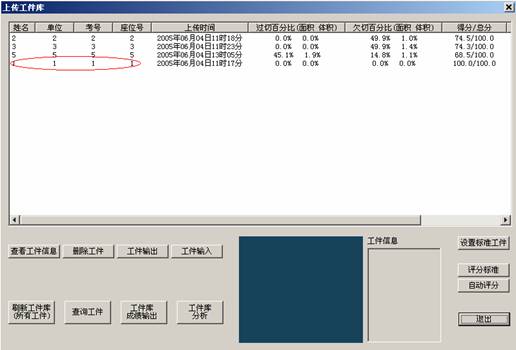 上传工件库
姓名 单位 考号 座位号 上传时间 过切百分比(面积 体积) 欠切百分比(面积 体积) 得分/总分
2 2 2 2 2005年06月04日11时18分 0.0% 0.0% 49.9% 1.0% 74.5/100.0
3 3 3 3 2005年06月04日11时23分 0.0% 0.0% 49.9% 1.4% 74.3/100.0
5 5 5 5 2005年06月04日13时05分 45.1% 1.9% 14.8% 1.1% 68.5/100.0
1 1 1 1 2005年06月04日11时17分 0.0% 0.0% 0.0% 0.0% 100.0/100.0
查看工件信息 删除工件 工件输出 工件输入 工件信息 设置标准工件
评分标准
自动评分
刷新工件库
(所有工件)
查询工件
工件库
成绩输出
工件库
分析
退出